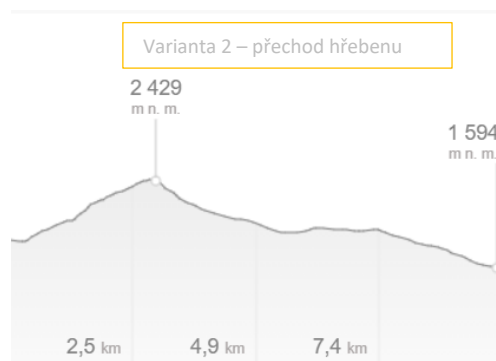 Varianta 2 – přechod hřebenu
2 429
m n. m.
1 594
m n. m.
2,5 km
4,9 km
7,4 km